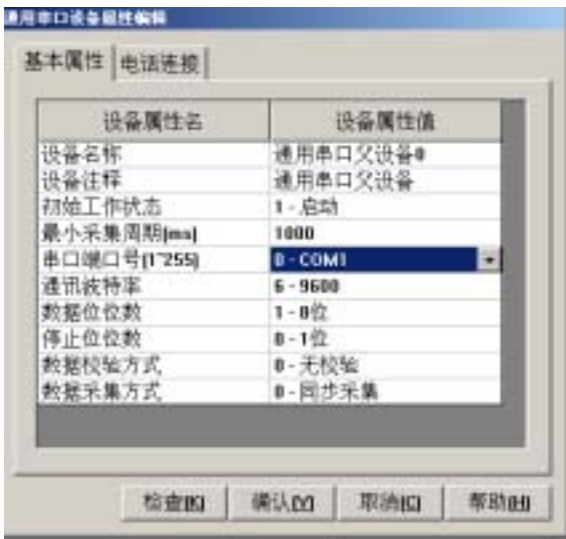 通用串口设备属性编辑
基本属性 电话连接
设备属性名 设备属性值
设备名称 通用串口父设备0
设备注释 通用串口父设备
初始工作状态 1 - 启动
最小采集周期(ms) 1000
串口端口号(1~255) 0 - COM1
通讯波特率 6 - 9600
数据位位数 1 - 8位
停止位位数 0 - 1位
数据校验方式 0 - 无校验
数据采集方式 0 - 同步采集
检查(K) 确认(Y) 取消(C) 帮助(H)